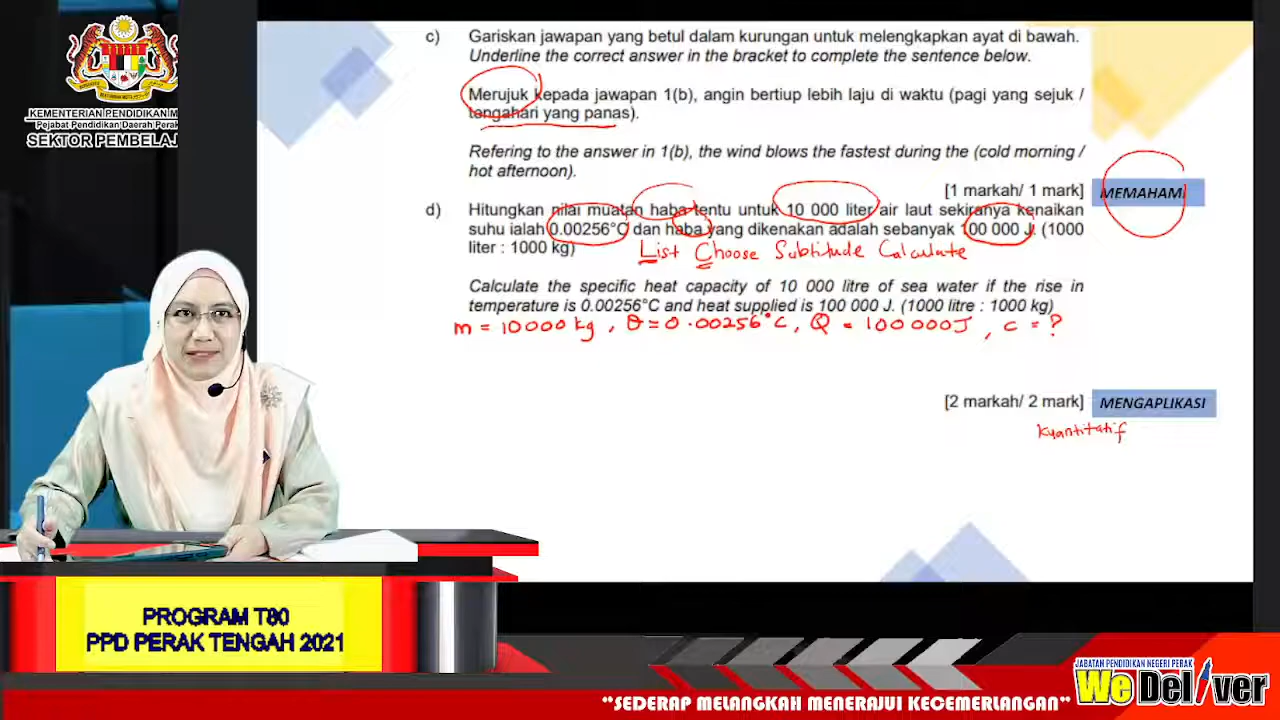 KEMENTERIAN PENDIDIKAN M
Pejabat Pendidikan Daerah Perak
SEKTOR PEMBELAJ
c) Gariskan jawapan yang betul dalam kurungan untuk melengkapkan ayat di bawah.
Underline the correct answer in the bracket to complete the sentence below.
Merujuk kepada jawapan 1(b), angin bertiup lebih laju di waktu (pagi yang sejuk /
tengahari yang panas).
Refering to the answer in 1(b), the wind blows the fastest during the (cold morning /
hot afternoon).
[1 markah/ 1 mark] MEMAHAMI
d) Hitungkan nilai muatan haba tentu untuk 10 000 liter air laut sekiranya kenaikan
suhu ialah 0.00256°C dan haba yang dikenakan adalah sebanyak 100 000 J. (1000
liter : 1000 kg)
List Choose Subtitude Calculate
Calculate the specific heat capacity of 10 000 litre of sea water if the rise in
temperature is 0.00256°C and heat supplied is 100 000 J. (1000 litre : 1000 kg)
m = 10000 kg, θ = 0.00256°C, Q = 100000J, c = ?
[2 markah/ 2 mark] MENGAPLIKASI
kuantitatif
PROGRAM T80
PPD PERAK TENGAH 2021
JABATAN PENDIDIKAN NEGERI PERAK
We Deliver
"SEDERAP MELANGKAH MENERAJUI KECEMERLANGAN"